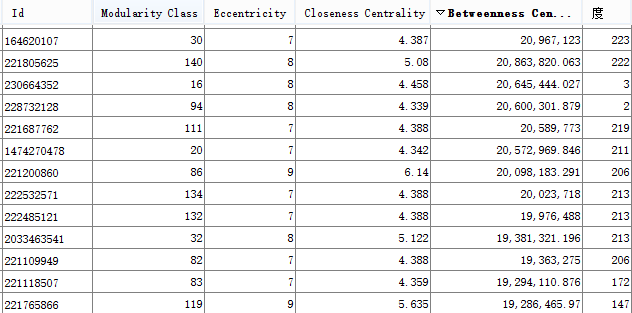 Id Modularity Class Eccentricity Closeness Centrality Betweenness Cen... 度
164620107 30 7 4.387 20,967,123 223
221805625 140 8 5.08 20,863,820.063 222
230664352 16 8 4.458 20,645,444.027 3
228732128 94 8 4.339 20,600,301.879 2
221687762 111 7 4.388 20,589,773 219
1474270478 20 7 4.342 20,572,969.846 211
221200860 86 9 6.14 20,098,183.291 206
222532571 134 7 4.388 20,023,718 213
222485121 132 7 4.388 19,976,488 213
2033463541 32 8 5.122 19,381,321.196 213
221109949 82 7 4.388 19,363,275 206
221118507 83 7 4.359 19,294,110.876 172
221765866 119 9 5.635 19,286,465.97 147